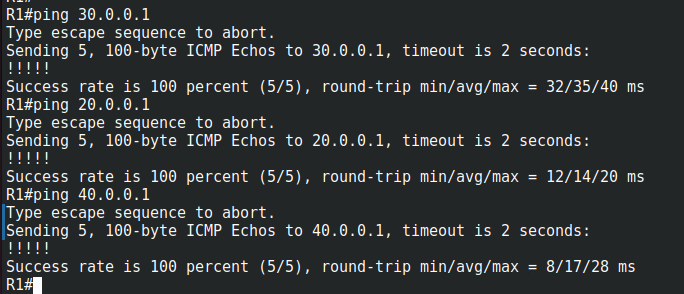 R1#ping 30.0.0.1
Type escape sequence to abort.
Sending 5, 100-byte ICMP Echos to 30.0.0.1, timeout is 2 seconds:
!!!!!
Success rate is 100 percent (5/5), round-trip min/avg/max = 32/35/40 ms
R1#ping 20.0.0.1
Type escape sequence to abort.
Sending 5, 100-byte ICMP Echos to 20.0.0.1, timeout is 2 seconds:
!!!!!
Success rate is 100 percent (5/5), round-trip min/avg/max = 12/14/20 ms
R1#ping 40.0.0.1
Type escape sequence to abort.
Sending 5, 100-byte ICMP Echos to 40.0.0.1, timeout is 2 seconds:
!!!!!
Success rate is 100 percent (5/5), round-trip min/avg/max = 8/17/28 ms
R1#